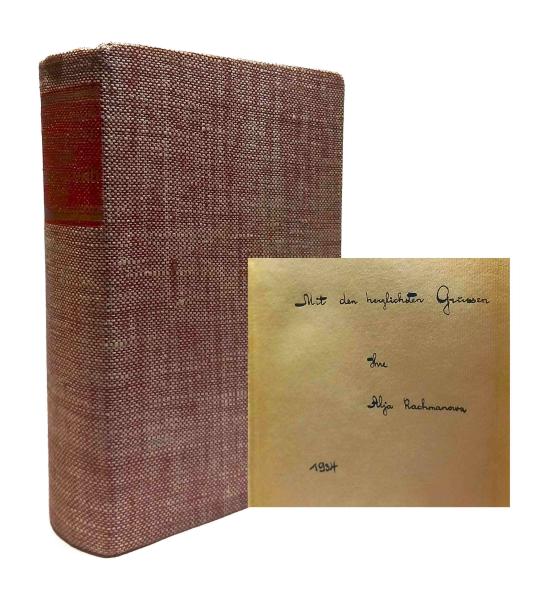 Mit den herzlichsten Grüssen
Ihre
Alja Rachmanowa
1934